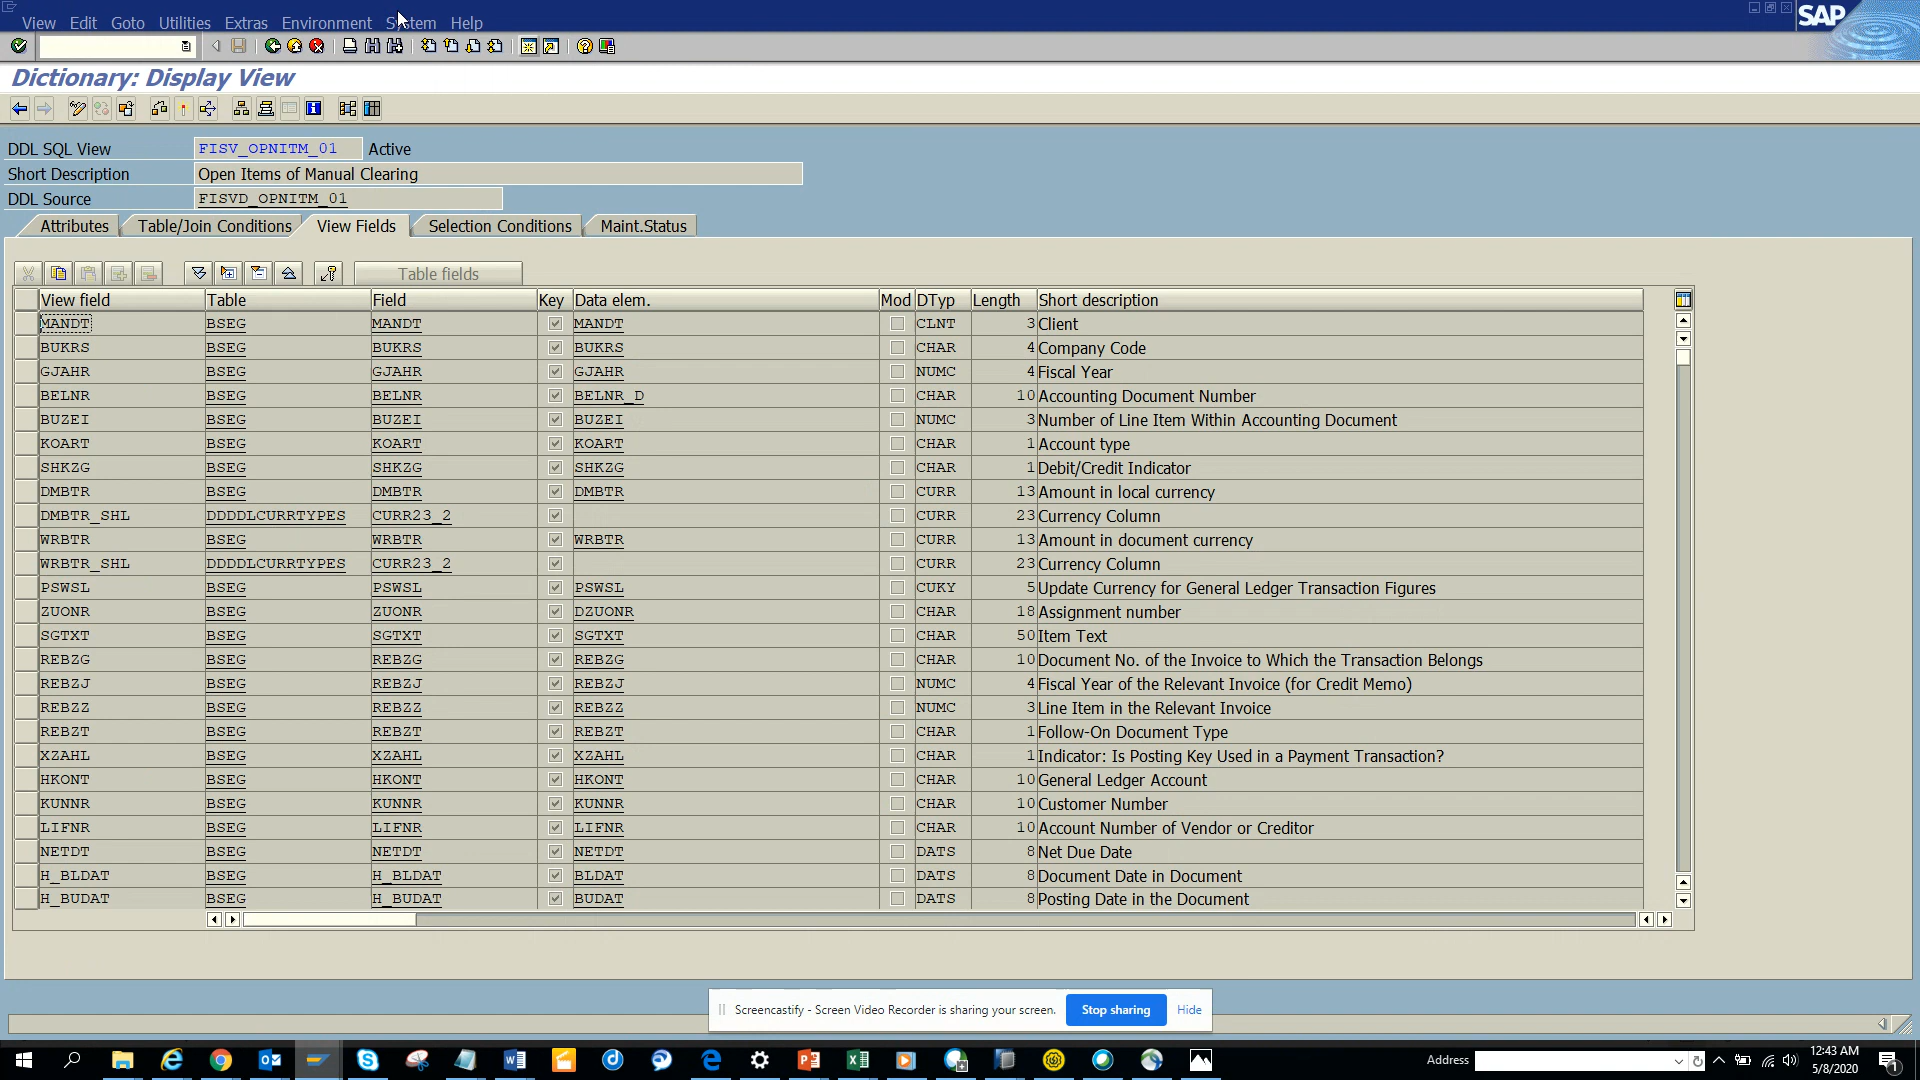 View Edit Goto Utilities Extras Environment System Help
SAP
Dictionary: Display View
DDL SQL View FISV_OPNITM_01 Active
Short Description Open Items of Manual Clearing
DDL Source FISVD_OPNITM_01
Attributes Table/Join Conditions View Fields Selection Conditions Maint.Status
Table fields
View field Table Field Key Data elem. Mod DTyp Length Short description
MANDT BSEG MANDT MANDT CLNT 3 Client
BUKRS BSEG BUKRS BUKRS CHAR 4 Company Code
GJAHR BSEG GJAHR GJAHR NUMC 4 Fiscal Year
BELNR BSEG BELNR BELNR_D CHAR 10 Accounting Document Number
BUZEI BSEG BUZEI BUZEI NUMC 3 Number of Line Item Within Accounting Document
KOART BSEG KOART KOART CHAR 1 Account type
SHKZG BSEG SHKZG SHKZG CHAR 1 Debit/Credit Indicator
DMBTR BSEG DMBTR DMBTR CURR 13 Amount in local currency
DMBTR_SHL DDDDLCURRTYPES CURR23_2 CURR 23 Currency Column
WRBTR BSEG WRBTR WRBTR CURR 13 Amount in document currency
WRBTR_SHL DDDDLCURRTYPES CURR23_2 CURR 23 Currency Column
PSWSL BSEG PSWSL PSWSL CUKY 5 Update Currency for General Ledger Transaction Figures
ZUONR BSEG ZUONR DZUONR CHAR 18 Assignment number
SGTXT BSEG SGTXT SGTXT CHAR 50 Item Text
REBZG BSEG REBZG REBZG CHAR 10 Document No. of the Invoice to Which the Transaction Belongs
REBZJ BSEG REBZJ REBZJ NUMC 4 Fiscal Year of the Relevant Invoice (for Credit Memo)
REBZZ BSEG REBZZ REBZZ NUMC 3 Line Item in the Relevant Invoice
REBZT BSEG REBZT REBZT CHAR 1 Follow-On Document Type
XZAHL BSEG XZAHL XZAHL CHAR 1 Indicator: Is Posting Key Used in a Payment Transaction?
HKONT BSEG HKONT HKONT CHAR 10 General Ledger Account
KUNNR BSEG KUNNR KUNNR CHAR 10 Customer Number
LIFNR BSEG LIFNR LIFNR CHAR 10 Account Number of Vendor or Creditor
NETDT BSEG NETDT NETDT DATS 8 Net Due Date
H_BLDAT BSEG H_BLDAT BLDAT DATS 8 Document Date in Document
H_BUDAT BSEG H_BUDAT BUDAT DATS 8 Posting Date in the Document
Screencastify - Screen Video Recorder is sharing your screen. Stop sharing Hide
Address
12:43 AM
5/8/2020
1